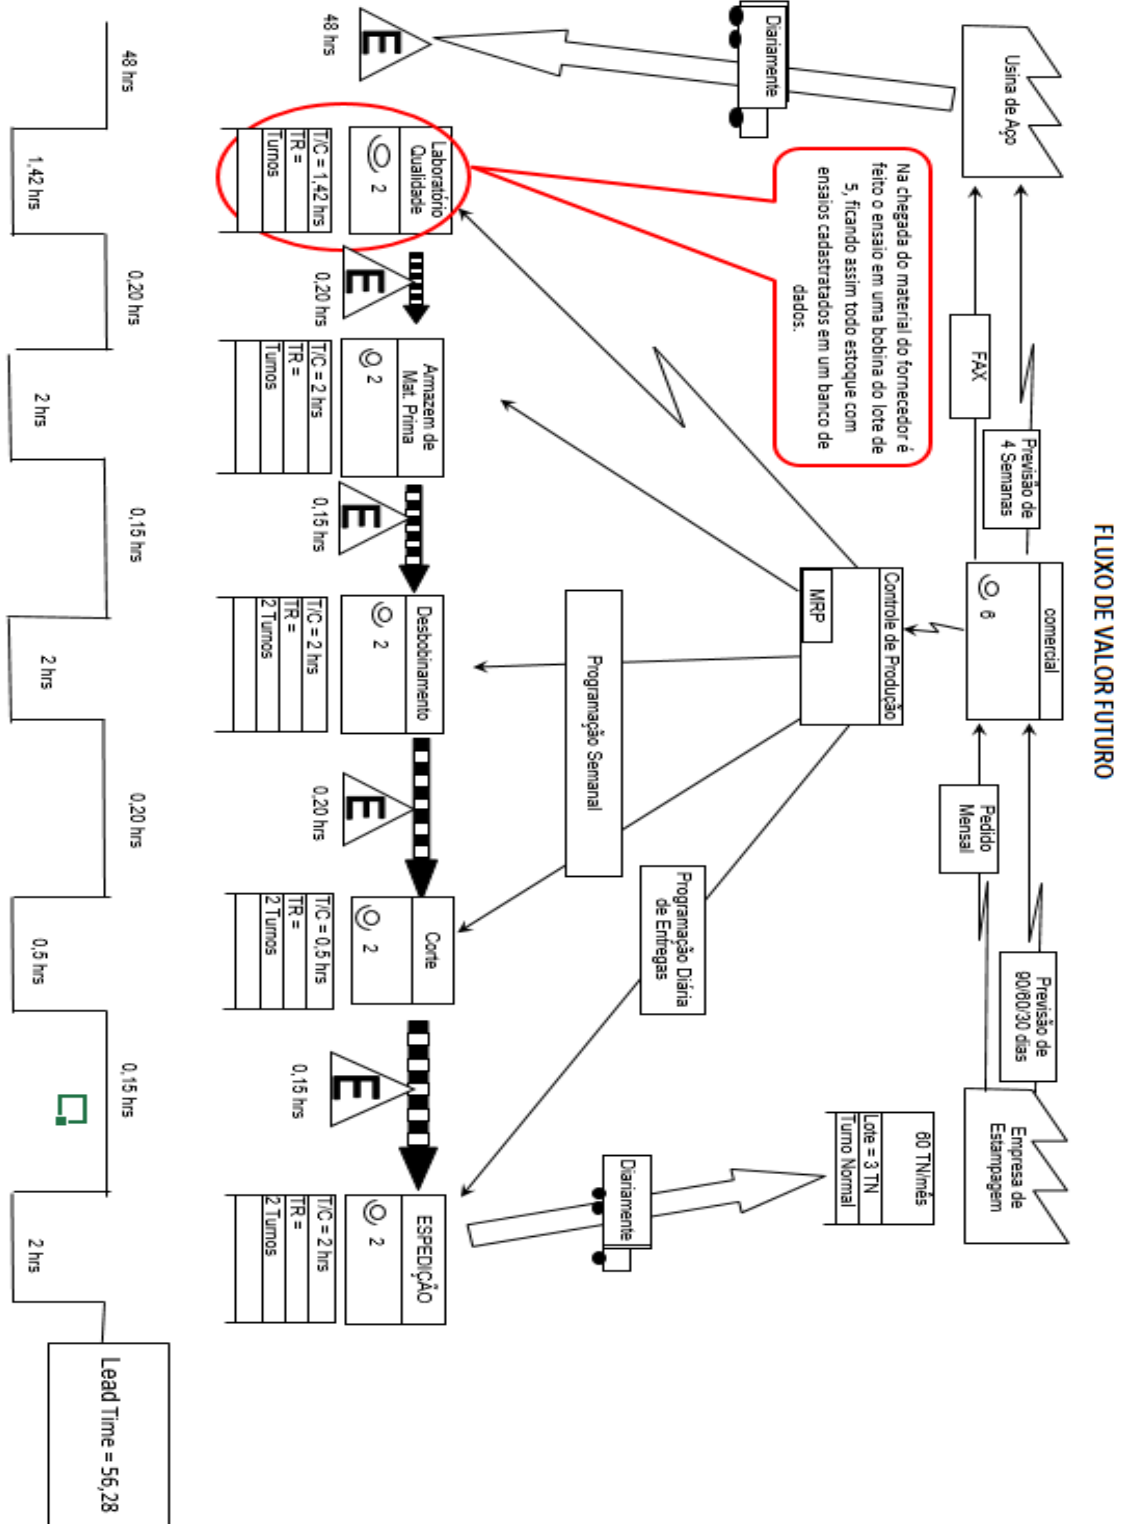 FLUXO DE VALOR FUTURO
Usina de Aço
FAX
Previsão de
4 Semanas
comercial
6
Pedido
Mensal
Previsão de
90/60/30 dias
Empresa de
Estampagem
60 TN/mês
Lote = 3 TN
Turno Normal
Diariamente
Na chegada do material do fornecedor é
feito o ensaio em uma bobina do lote de
5, ficando assim todo estoque com
ensaios cadastratados em um banco de
dados.
Controle de Produção
MRP
Programação Semanal
Programação Diária
de Entregas
Diariamente
E
48 hrs
Laboratório
Qualidade
2
T/C = 1,42 hrs
TR =
Turnos
E
0,20 hrs
Armazem de
Mat. Prima
2
T/C = 2 hrs
TR =
Turnos
E
0,15 hrs
Desbobinamento
2
T/C = 2 hrs
TR =
2 Turnos
E
0,20 hrs
Corte
2
T/C = 0,5 hrs
TR =
2 Turnos
E
0,15 hrs
ESPEDIÇÃO
2
T/C = 2 hrs
TR =
2 Turnos
48 hrs
1,42 hrs
0,20 hrs
2 hrs
0,15 hrs
2 hrs
0,20 hrs
0,5 hrs
0,15 hrs
2 hrs
Lead Time = 56,28